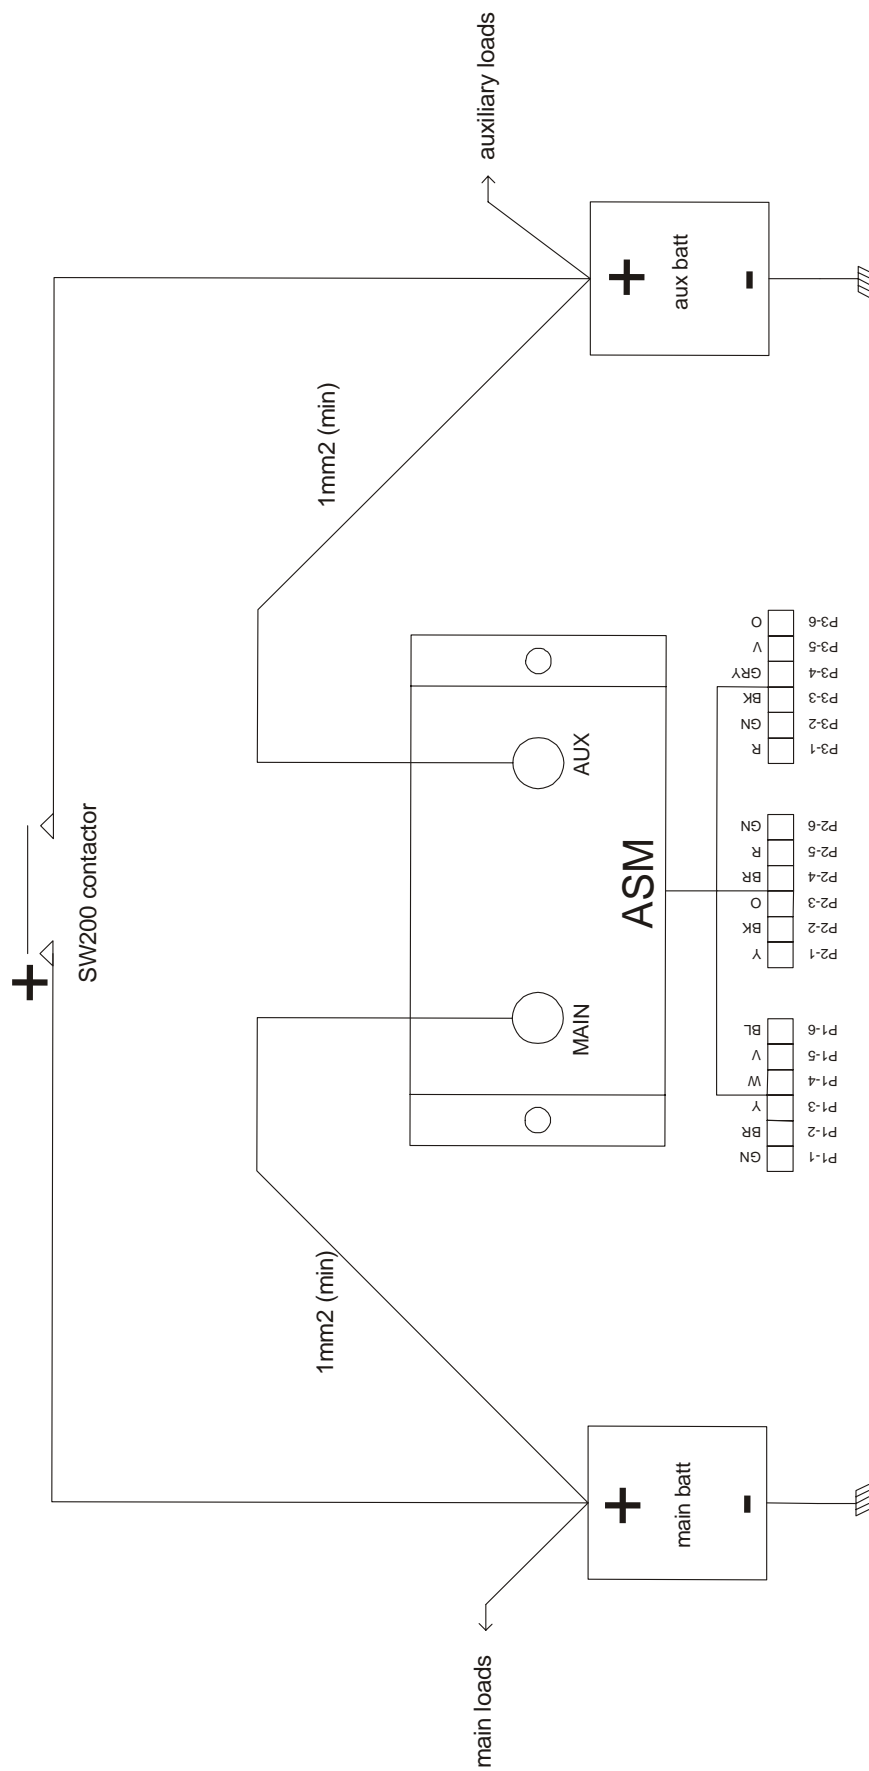 +
SW200 contactor
1mm2 (min)
1mm2 (min)
main loads
auxiliary loads
MAIN
AUX
ASM
+
main batt
-
+
aux batt
-
GN
BR
Y
W
V
BL
P1-1
P1-2
P1-3
P1-4
P1-5
P1-6
Y
BK
O
BR
R
GN
P2-1
P2-2
P2-3
P2-4
P2-5
P2-6
R
GN
BK
GRY
V
O
P3-1
P3-2
P3-3
P3-4
P3-5
P3-6